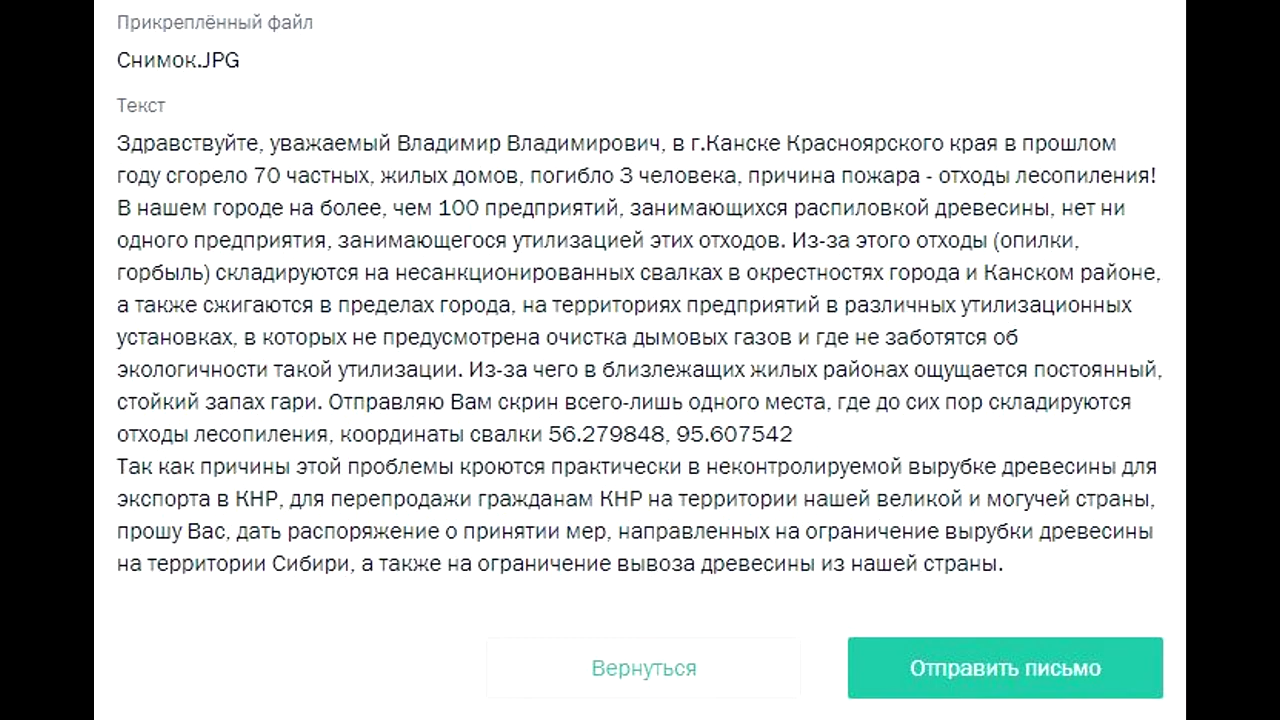 Прикреплённый файл
Снимок.JPG
Текст
Здравствуйте, уважаемый Владимир Владимирович, в г.Канске Красноярского края в прошлом
году сгорело 70 частных, жилых домов, погибло 3 человека, причина пожара - отходы лесопиления!
В нашем городе на более, чем 100 предприятий, занимающихся распиловкой древесины, нет ни
одного предприятия, занимающегося утилизацией этих отходов. Из-за этого отходы (опилки,
горбыль) складируются на несанкционированных свалках в окрестностях города и Канском районе,
а также сжигаются в пределах города, на территориях предприятий в различных утилизационных
установках, в которых не предусмотрена очистка дымовых газов и где не заботятся об
экологичности такой утилизации. Из-за чего в близлежащих жилых районах ощущается постоянный,
стойкий запах гари. Отправляю Вам скрин всего-лишь одного места, где до сих пор складируются
отходы лесопиления, координаты свалки 56.279848, 95.607542
Так как причины этой проблемы кроются практически в неконтролируемой вырубке древесины для
экспорта в КНР, для перепродажи гражданам КНР на территории нашей великой и могучей страны,
прошу Вас, дать распоряжение о принятии мер, направленных на ограничение вырубки древесины
на территории Сибири, а также на ограничение вывоза древесины из нашей страны.
Вернуться
Отправить письмо